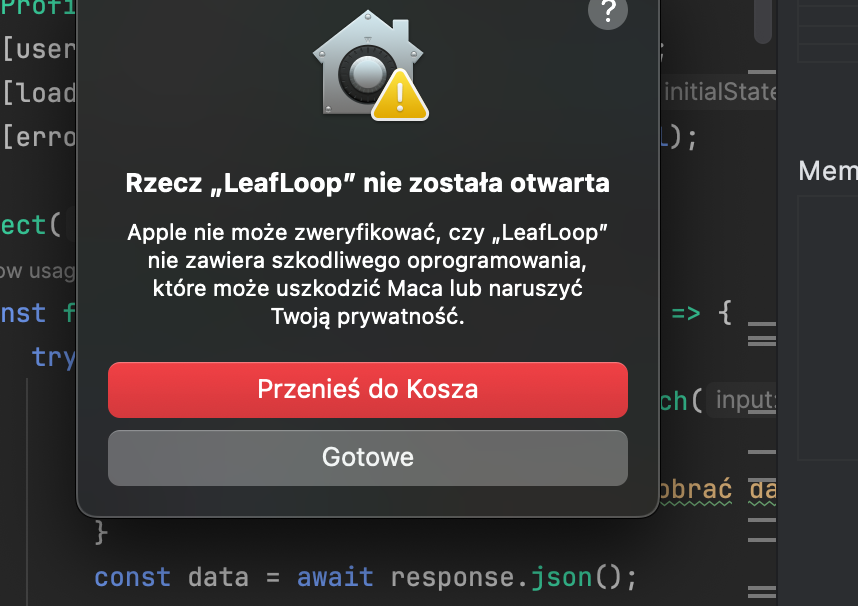 Profi
?
[user
;
[load
initialState
[erro
);
Mem
Rzecz „LeafLoop” nie została otwarta
ect(
Apple nie może zweryfikować, czy „LeafLoop”
nie zawiera szkodliwego oprogramowania,
ow usag
które może uszkodzić Maca lub naruszyć
nst f
Twoją prywatność.
=> {
try
Przenieś do Kosza
ch( input:
Gotowe
obrać da
}
const data = await response.json();